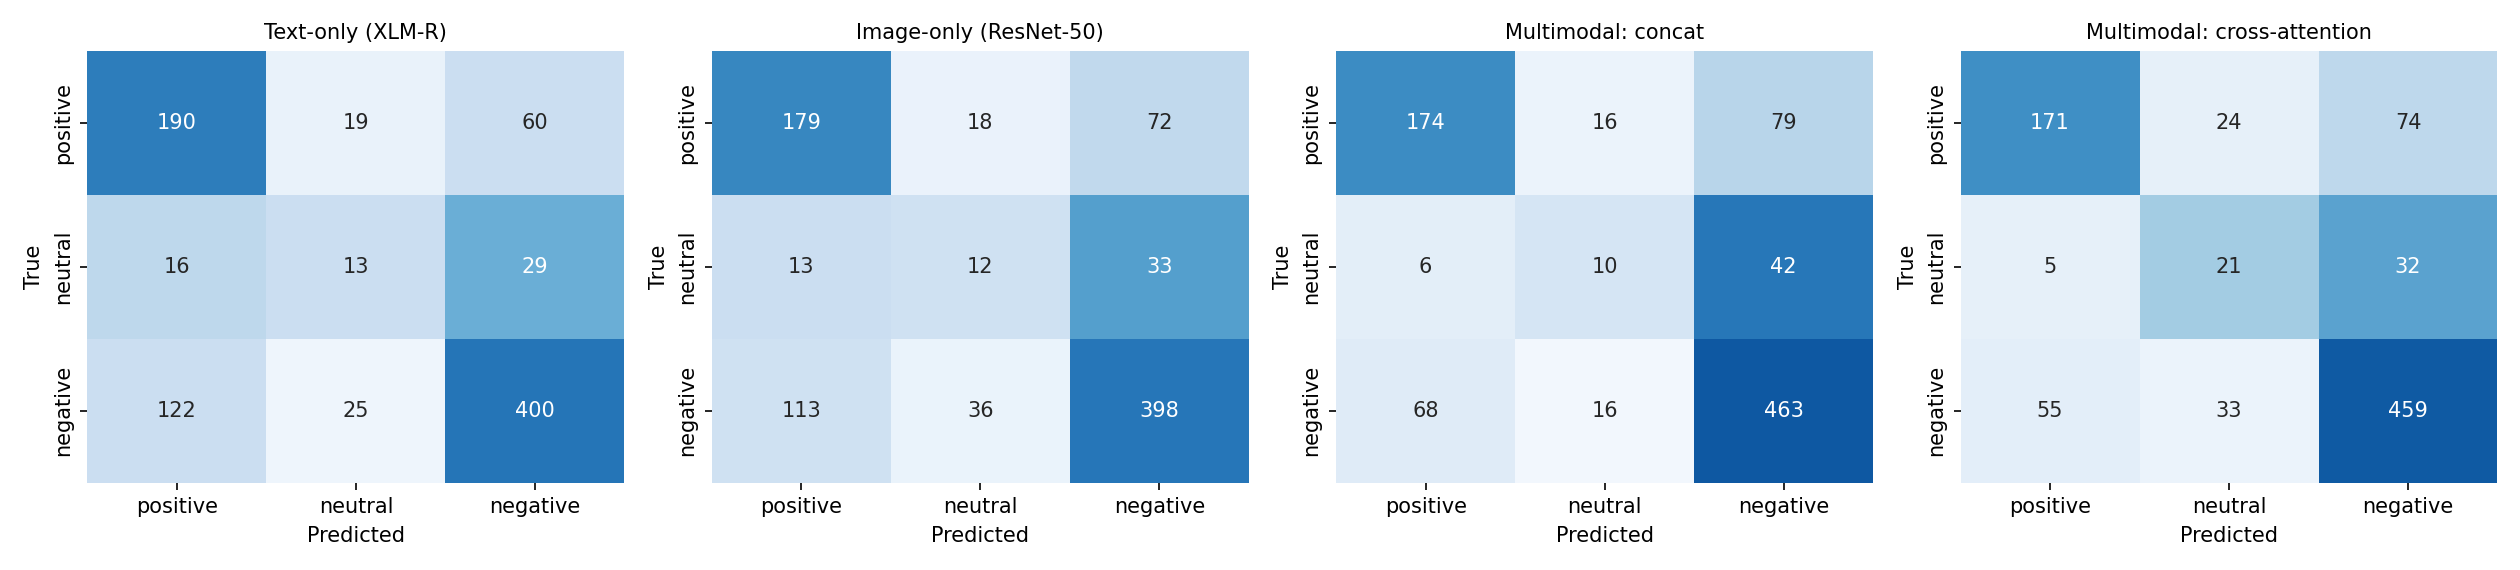 Text-only (XLM-R)
positive
190 19 60
True
neutral
16 13 29
negative
122 25 400
positive neutral negative
Predicted
Image-only (ResNet-50)
positive
179 18 72
True
neutral
13 12 33
negative
113 36 398
positive neutral negative
Predicted
Multimodal: concat
positive
174 16 79
True
neutral
6 10 42
negative
68 16 463
positive neutral negative
Predicted
Multimodal: cross-attention
positive
171 24 74
True
neutral
5 21 32
negative
55 33 459
positive neutral negative
Predicted